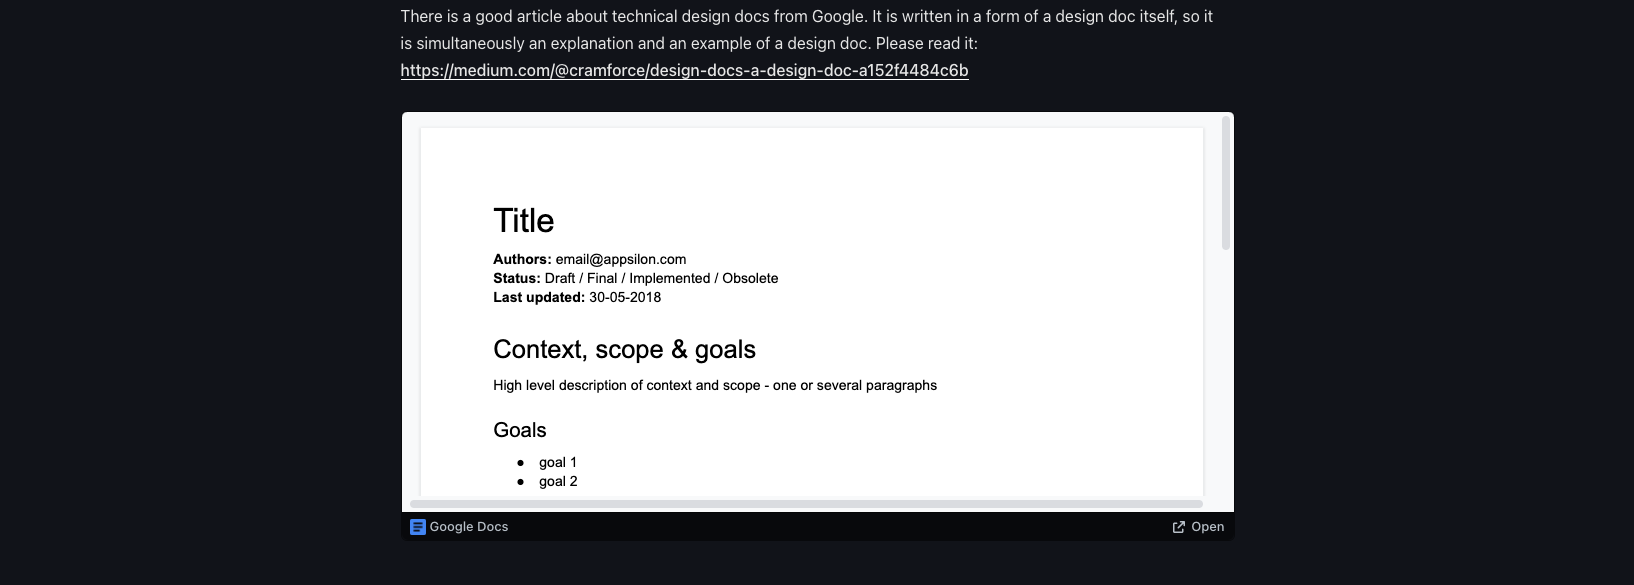 There is a good article about technical design docs from Google. It is written in a form of a design doc itself, so it
is simultaneously an explanation and an example of a design doc. Please read it:
https://medium.com/@cramforce/design-docs-a-design-doc-a152f4484c6b
Title
Authors: email@appsilon.com
Status: Draft / Final / Implemented / Obsolete
Last updated: 30-05-2018
Context, scope & goals
High level description of context and scope - one or several paragraphs
Goals
● goal 1
● goal 2
Google Docs
Open